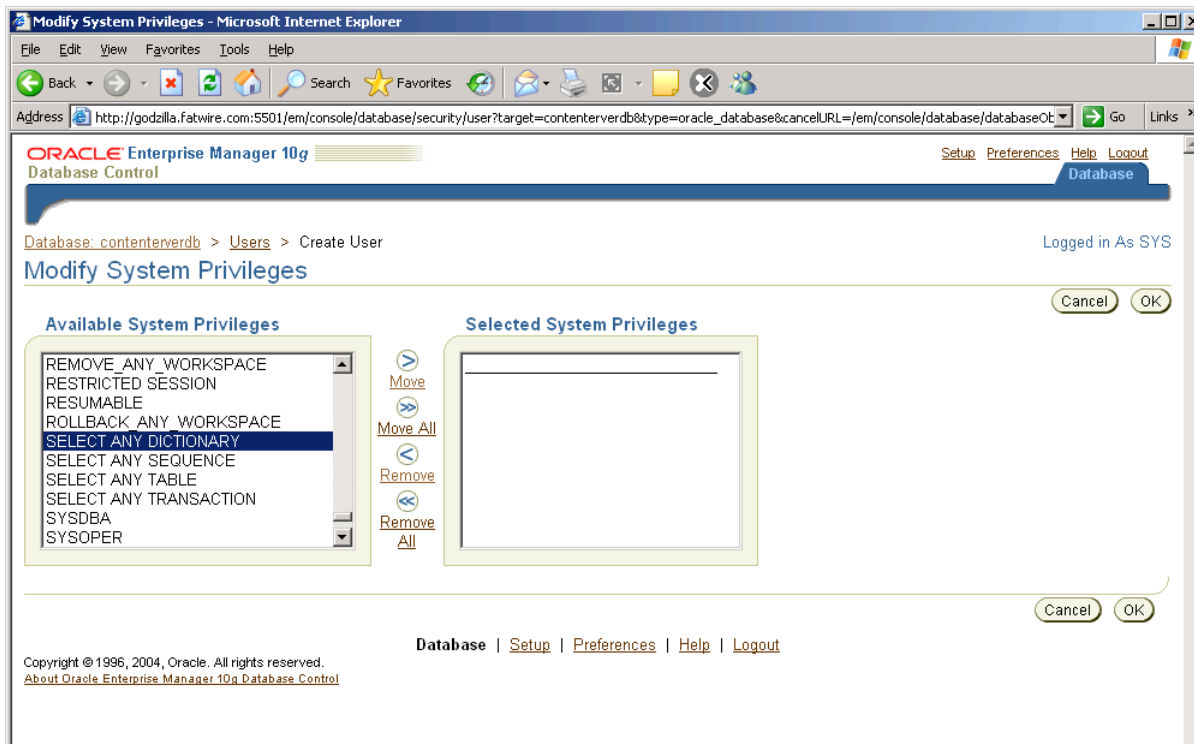 Modify System Privileges - Microsoft Internet Explorer
File Edit View Favorites Tools Help
Back Search Favorites
Address http://godzilla.fatwire.com:5501/em/console/database/security/user?target=contenterverdb&type=oracle_database&cancelURL=/em/console/database/databaseOb Go Links »
ORACLE Enterprise Manager 10g
Database Control
Setup Preferences Help Logout
Database
Database: contenterverdb > Users > Create User
Logged in As SYS
Modify System Privileges
Cancel OK
Available System Privileges
REMOVE_ANY_WORKSPACE
RESTRICTED SESSION
RESUMABLE
ROLLBACK_ANY_WORKSPACE
SELECT ANY DICTIONARY
SELECT ANY SEQUENCE
SELECT ANY TABLE
SELECT ANY TRANSACTION
SYSDBA
SYSOPER
Move
Move All
Remove
Remove
All
Selected System Privileges
Cancel OK
Database | Setup | Preferences | Help | Logout
Copyright © 1996, 2004, Oracle. All rights reserved.
About Oracle Enterprise Manager 10g Database Control